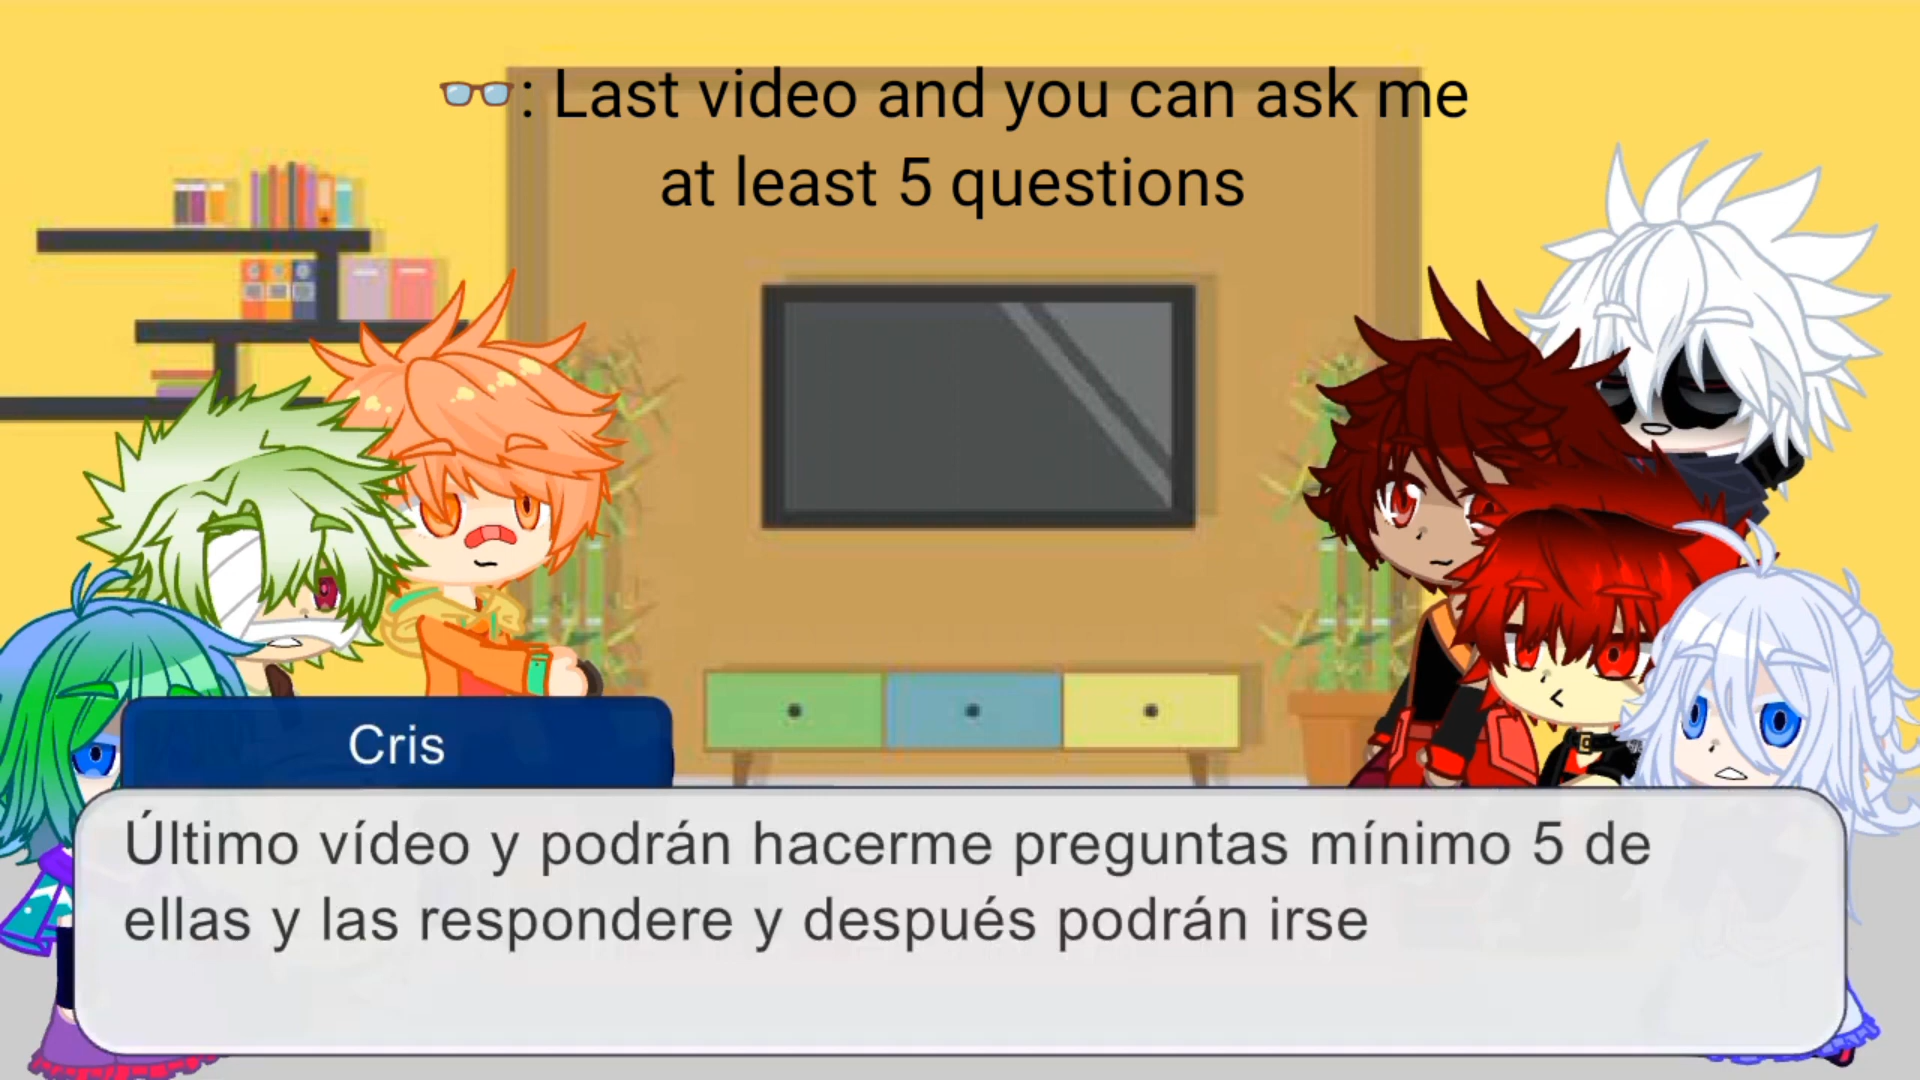 👓: Last video and you can ask me
at least 5 questions
Cris
Último vídeo y podrán hacerme preguntas mínimo 5 de
ellas y las respondere y después podrán irse